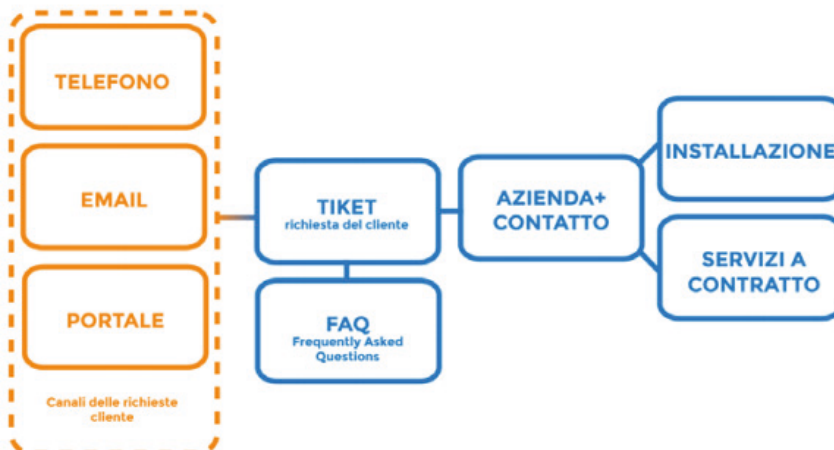 TELEFONO
EMAIL
PORTALE
Canali delle richieste
cliente
TIKET
richiesta del cliente
FAQ
Frequently Asked
Questions
AZIENDA+
CONTATTO
INSTALLAZIONE
SERVIZI A
CONTRATTO